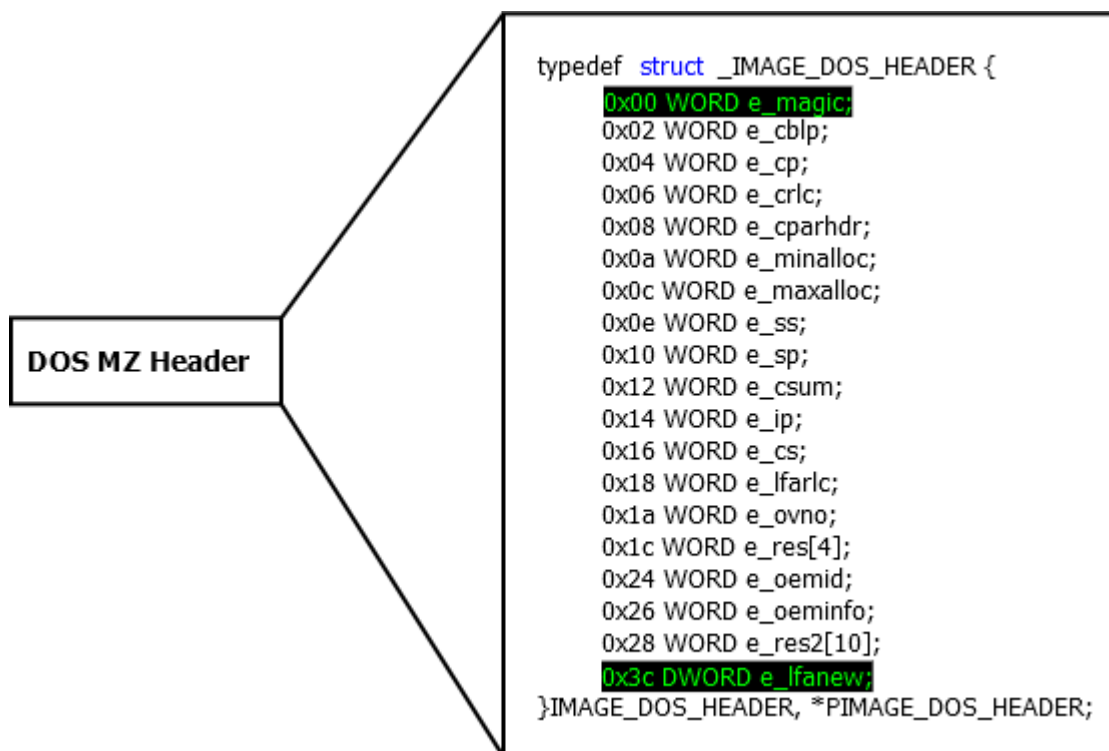 DOS MZ Header
typedef struct _IMAGE_DOS_HEADER {
0x00 WORD e_magic;
0x02 WORD e_cblp;
0x04 WORD e_cp;
0x06 WORD e_crlc;
0x08 WORD e_cparhdr;
0x0a WORD e_minalloc;
0x0c WORD e_maxalloc;
0x0e WORD e_ss;
0x10 WORD e_sp;
0x12 WORD e_csum;
0x14 WORD e_ip;
0x16 WORD e_cs;
0x18 WORD e_lfarlc;
0x1a WORD e_ovno;
0x1c WORD e_res[4];
0x24 WORD e_oemid;
0x26 WORD e_oeminfo;
0x28 WORD e_res2[10];
0x3c DWORD e_lfanew;
}IMAGE_DOS_HEADER, *PIMAGE_DOS_HEADER;